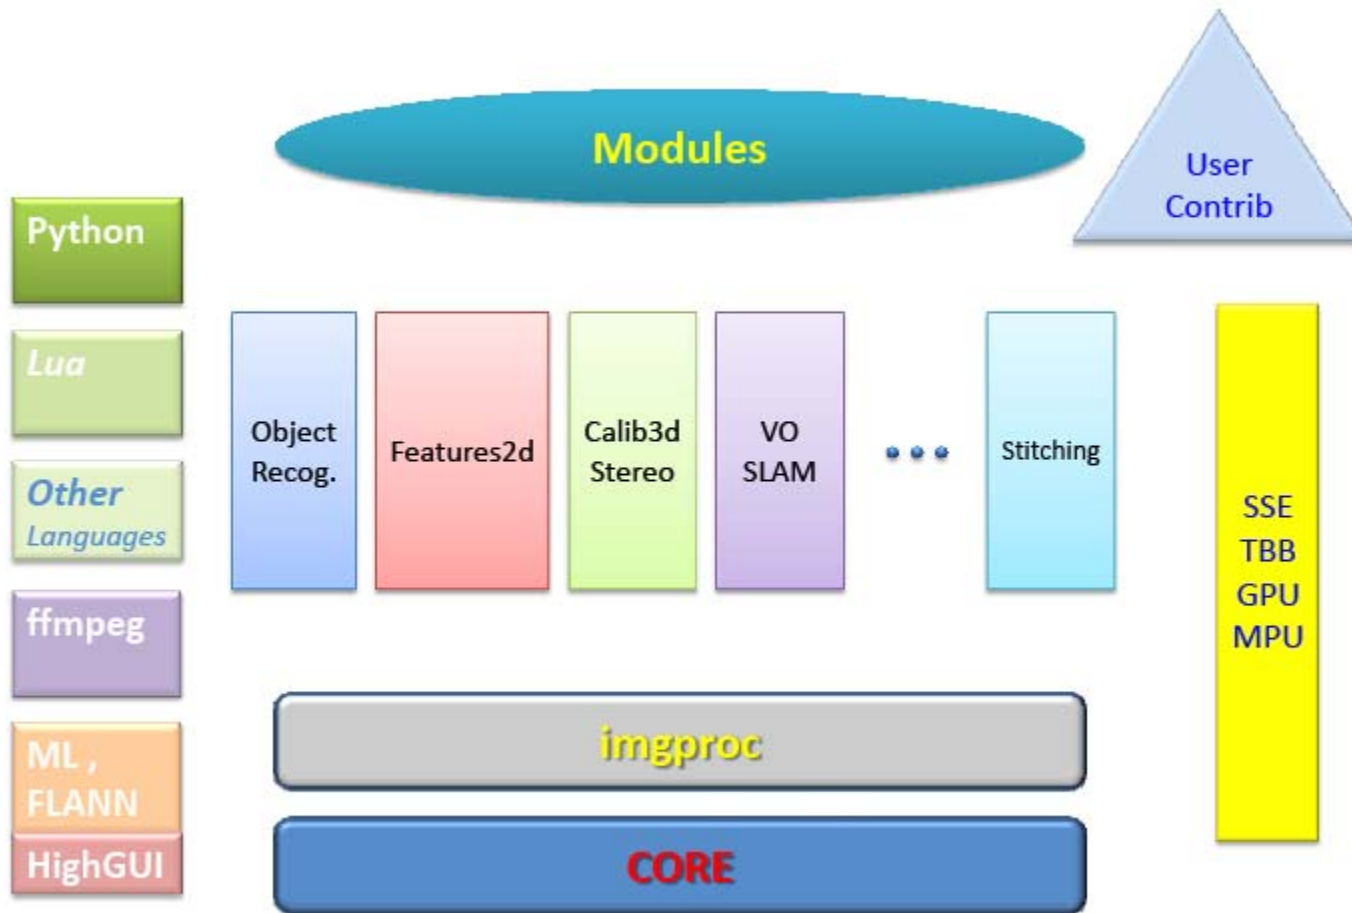 Modules
User
Contrib
Python
Lua
Other
Languages
ffmpeg
ML ,
FLANN
HighGUI
Object
Recog.
Features2d
Calib3d
Stereo
VO
SLAM
Stitching
SSE
TBB
GPU
MPU
imgproc
CORE